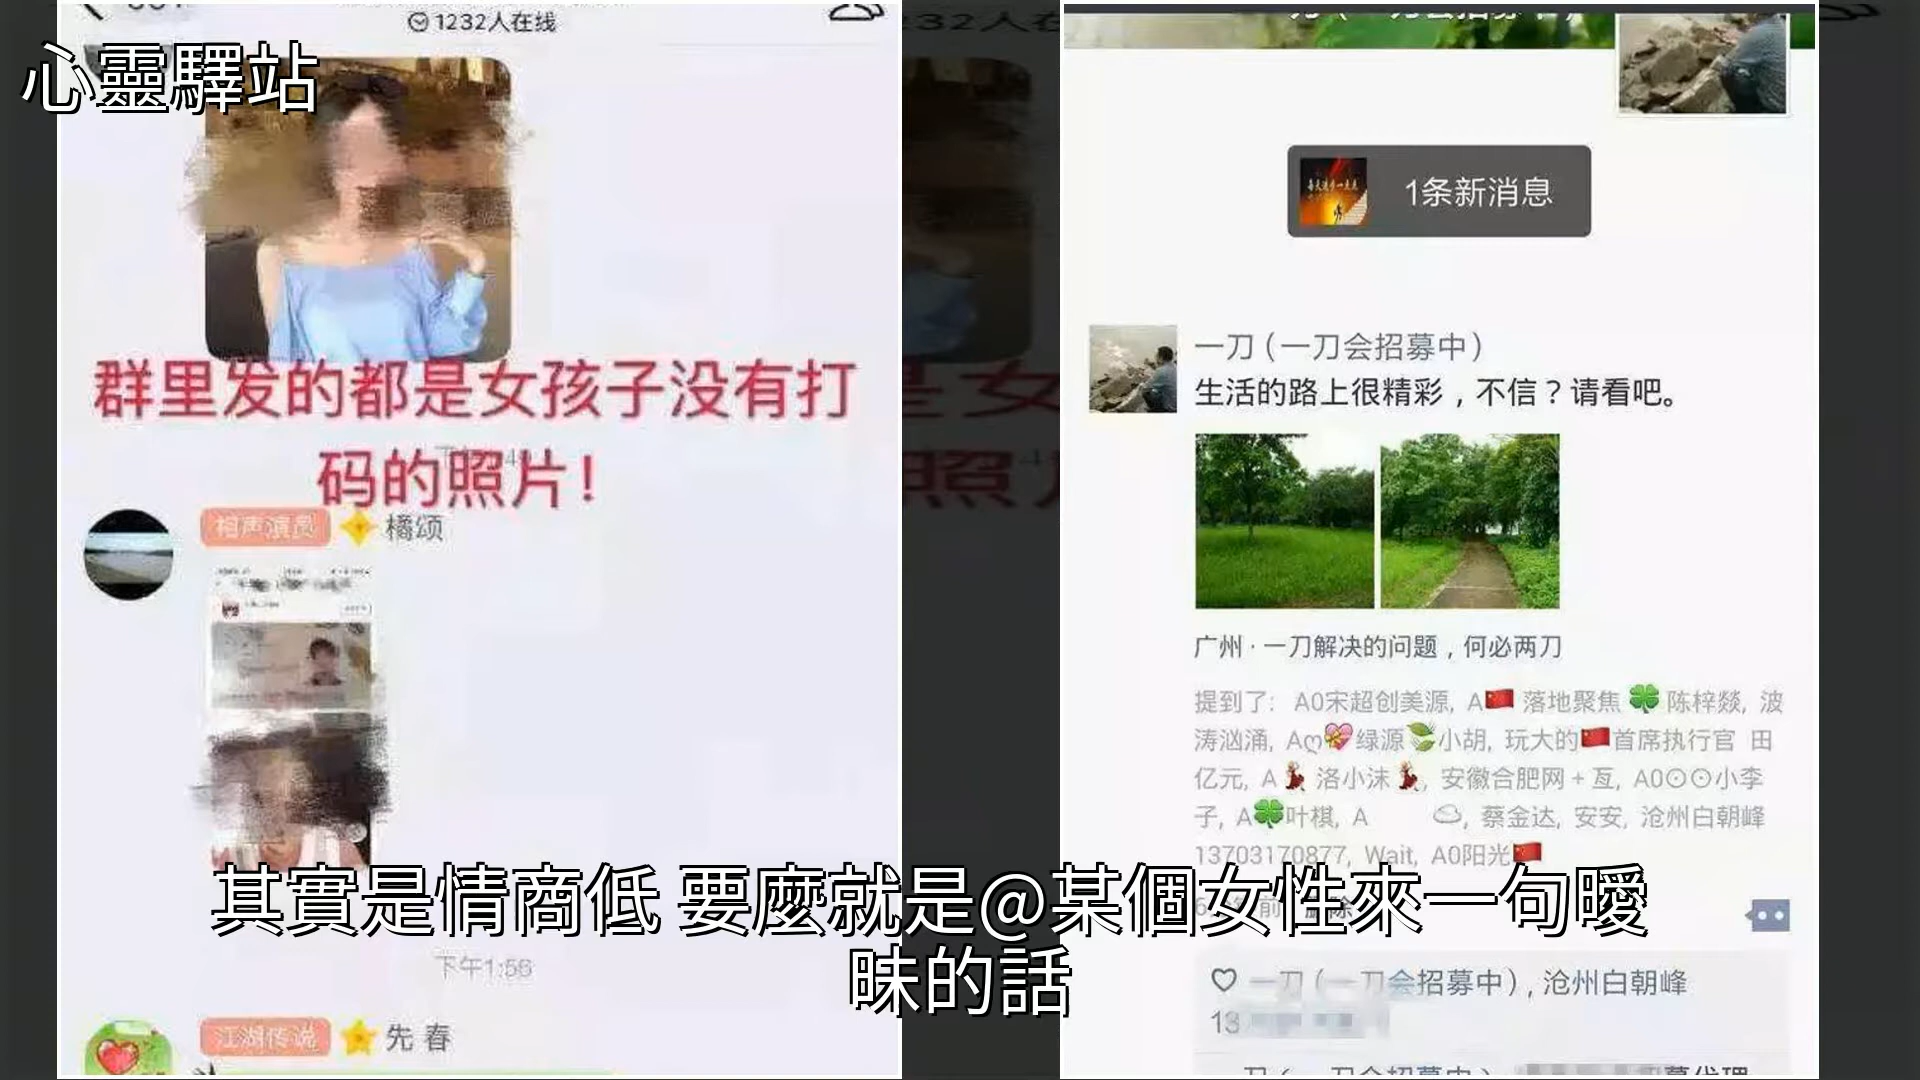 心靈驛站
1232人在线
群里发的都是女孩子没有打
码的照片!
相声演员 橘颂
下午1:56
江湖传说 先 春
1条新消息
一刀(一刀会招募中)
生活的路上很精彩,不信?请看吧。
广州·一刀解决的问题,何必两刀
提到了: A0宋超创美源, A🇨🇳落地聚焦🍀陈梓燚, 波
涛汹涌, Aღ💝绿源🍃小胡, 玩大的🇨🇳首席执行官 田
亿元, A💃洛小沫💃, 安徽合肥网+亙, A0⊙⊙小李
子, A🍀叶棋, A ☁, 蔡金达, 安安, 沧州白朝峰
13703170877, Wait, A0阳光🇨🇳
其實是情商低 要麼就是@某個女性來一句曖
昧的話
一刀(一刀会招募中), 沧州白朝峰
13